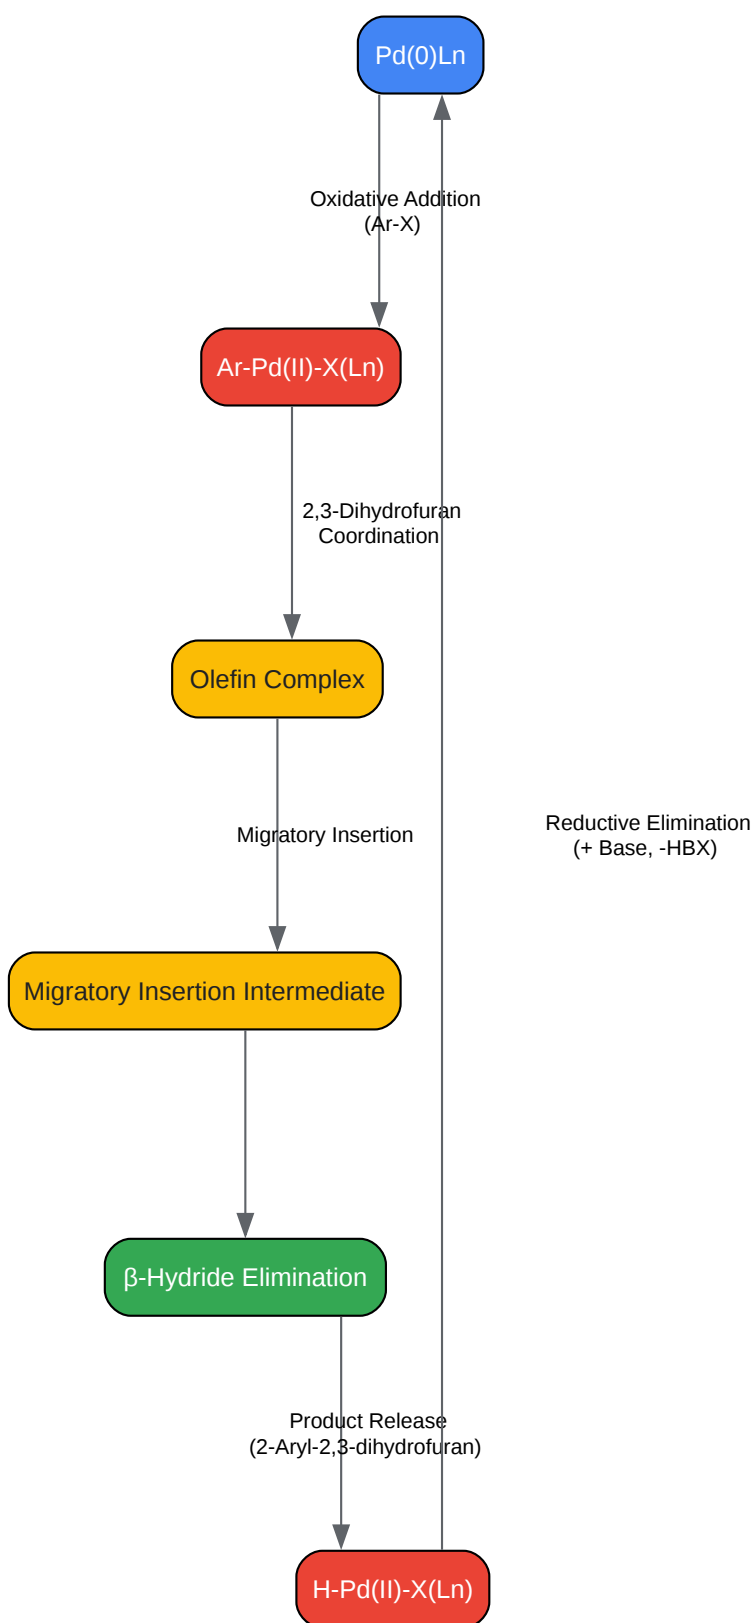 Pd(0)Ln
Oxidative Addition
(Ar-X)
Ar-Pd(II)-X(Ln)
2,3-Dihydrofuran
Coordination
Olefin Complex
Migratory Insertion
Reductive Elimination
(+ Base, -HBX)
Migratory Insertion Intermediate
β-Hydride Elimination
Product Release
(2-Aryl-2,3-dihydrofuran)
H-Pd(II)-X(Ln)